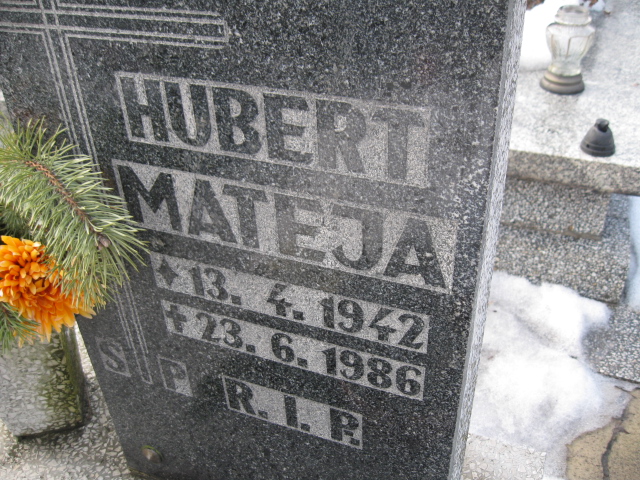 HUBERT
MATEJA
* 13. 4. 1942
✝ 23. 6. 1986
Ś P R. I. P.